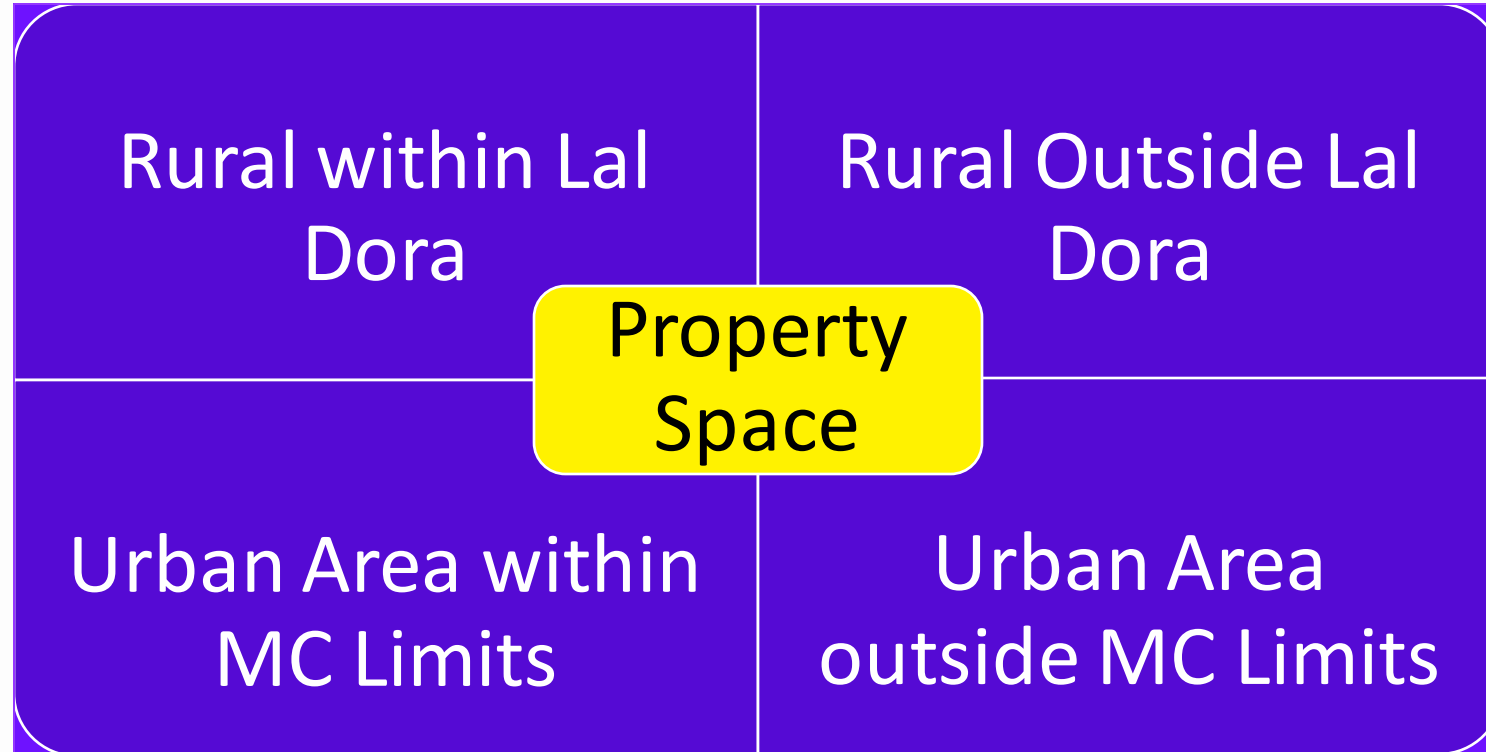 Rural within Lal
Dora
Rural Outside Lal
Dora
Property
Space
Urban Area within
MC Limits
Urban Area
outside MC Limits